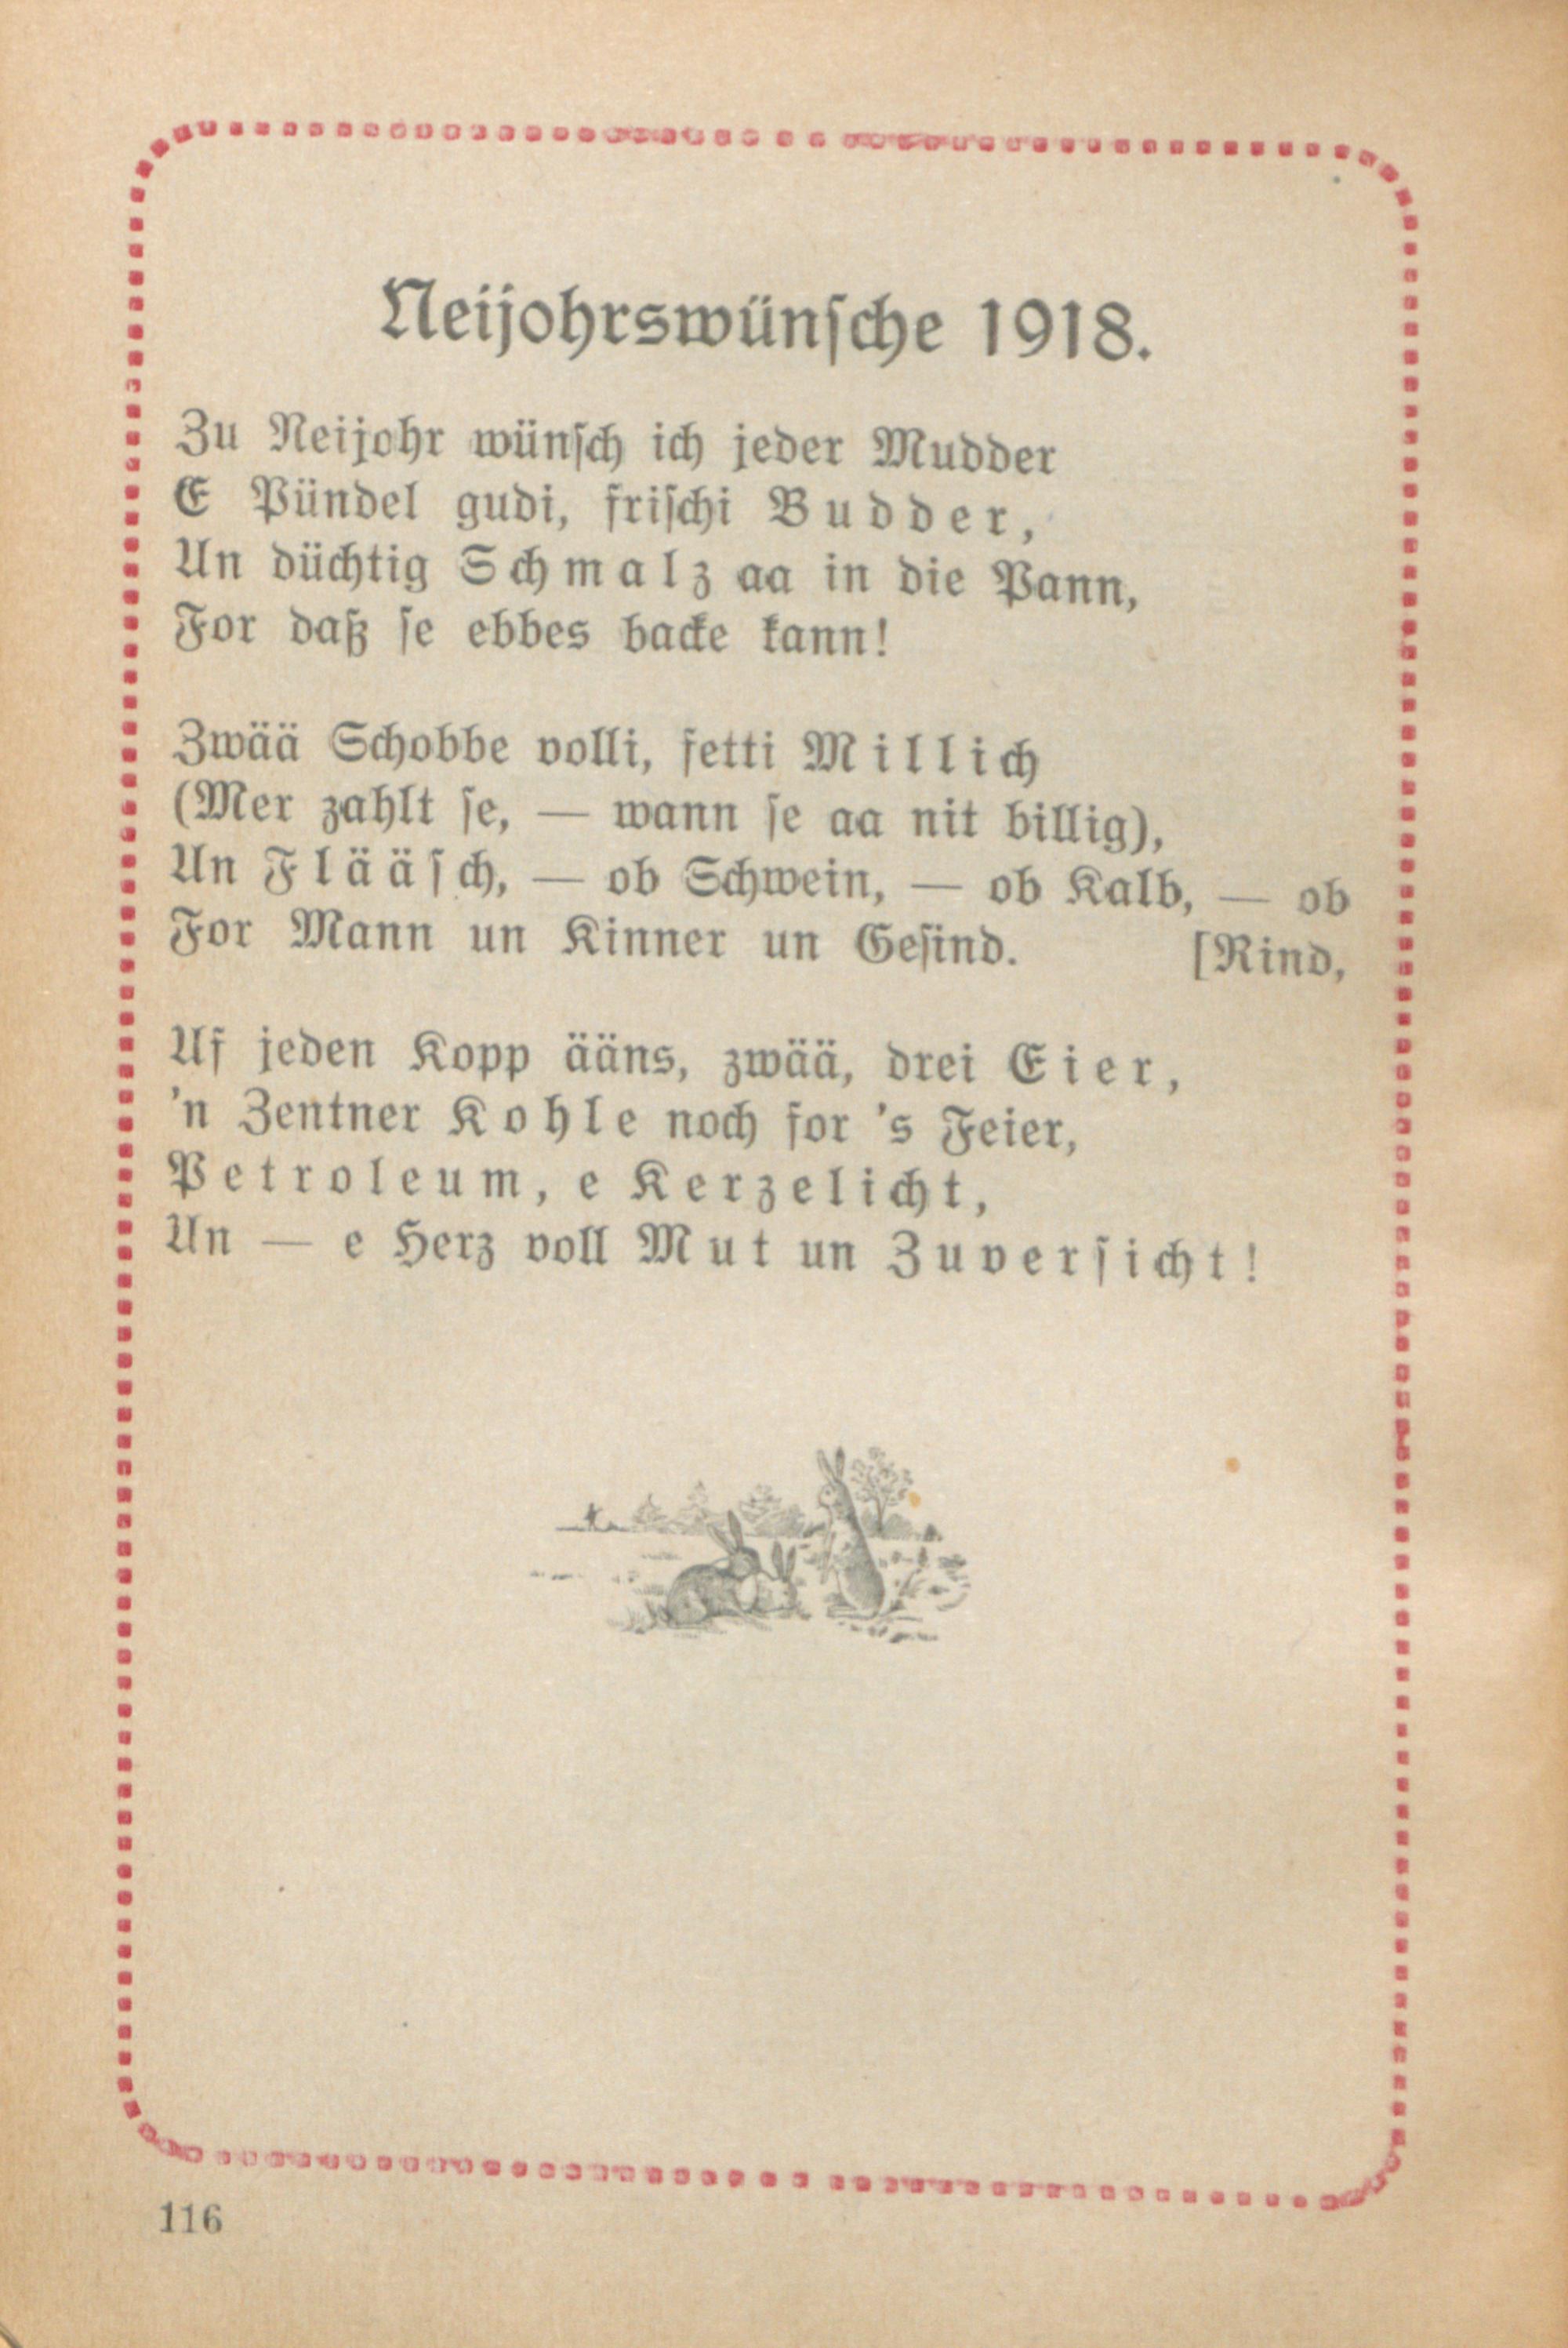 Neijohrswünsche 1918.
Zu Neijohr wünsch ich jeder Mudder
E Pündel gudi, frischi Budder,
Un düchtig Schmalz aa in die Pann,
For daß se ebbes backe kann!
Zwää Schobbe volli, fetti Millich
(Mer zahlt se, — wann se aa nit billig),
Un Flääsch, — ob Schwein, — ob Kalb, — ob
For Mann un Kinner un Gesind. [Rind,
Uf jeden Kopp ääns, zwää, drei Eier,
'n Zentner Kohle noch for 's Feier,
Petroleum, e Kerzelicht,
Un — e Herz voll Mut un Zuversicht!
116